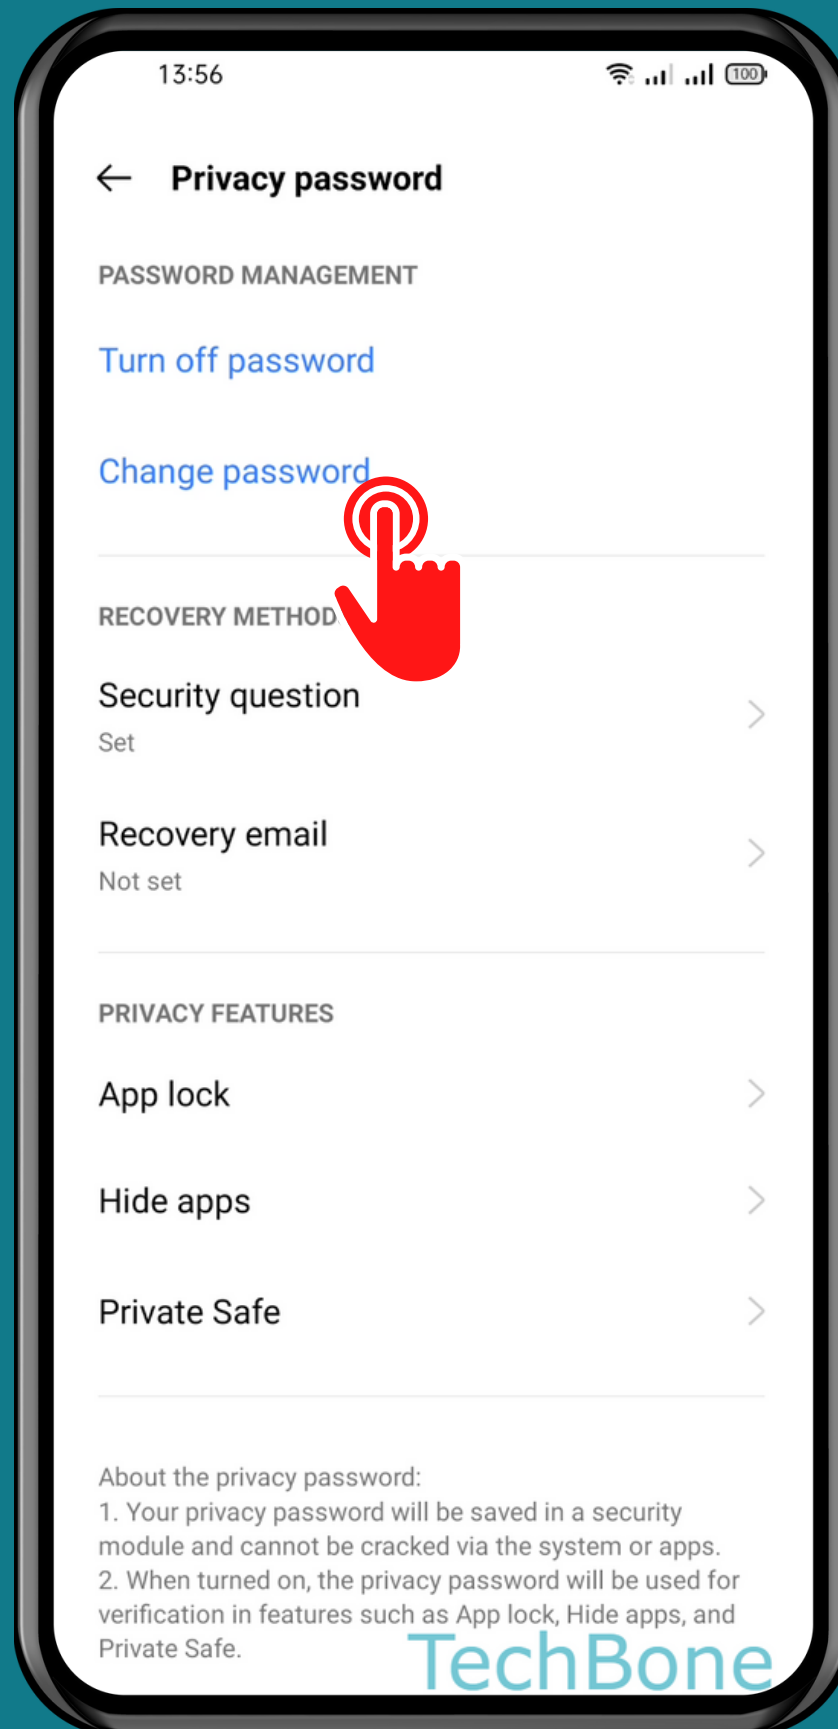 13:56
100
Privacy password
PASSWORD MANAGEMENT
Turn off password
Change password
RECOVERY METHOD
Security question
Set
Recovery email
Not set
PRIVACY FEATURES
App lock
Hide apps
Private Safe
About the privacy password:
1. Your privacy password will be saved in a security
module and cannot be cracked via the system or apps.
2. When turned on, the privacy password will be used for
verification in features such as App lock, Hide apps, and
Private Safe.
TechBone